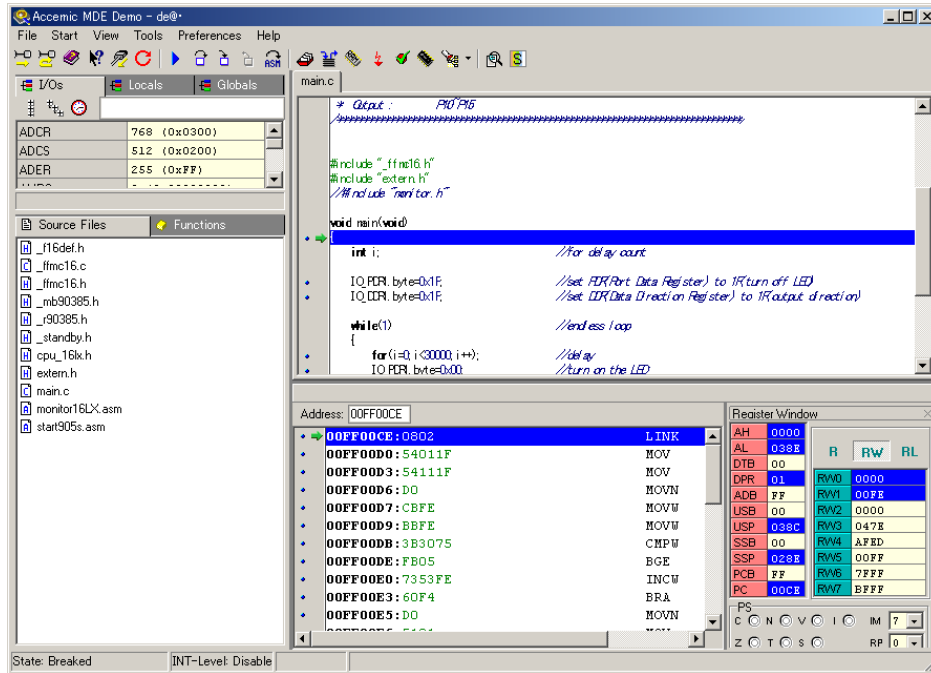 Accemic MDE Demo - de@·
File Start View Tools Preferences Help
ASM
S
I/Os Locals Globals
ADCR 768 (0x0300)
ADCS 512 (0x0200)
ADER 255 (0xFF)
Source Files Functions
_f16def.h
_ffmc16.c
_ffmc16.h
_mb90385.h
_r90385.h
_standby.h
cpu_16lx.h
extern.h
main.c
monitor16LX.asm
start905s.asm
main.c
* Output : P10~P15
#include "_ffmc16.h"
#include "extern.h"
//#include "monitor.h"
void main(void)
{
int i; //for delay count
IO_PDR1.byte=0x1F; //set PDR(Port Data Register) to 1F(turn off LED)
IO_DDR1.byte=0x1F; //set DDR(Data Direction Register) to 1F(output direction)
while(1) //endless loop
{
for(i=0; i<30000; i++); //delay
IO_PDR1.byte=0x00; //turn on the LED
Address: 00FF00CE
00FF00CE:0802 LINK
00FF00D0:54011F MOV
00FF00D3:54111F MOV
00FF00D6:D0 MOVN
00FF00D7:CBFE MOVW
00FF00D9:BBFE MOVW
00FF00DB:3B3075 CMPW
00FF00DE:FB05 BGE
00FF00E0:7353FE INCW
00FF00E3:60F4 BRA
00FF00E5:D0 MOVN
Register Window
AH 0000
AL 038E
DTB 00
DPR 01
ADB FF
USB 00
USP 038C
SSB 00
SSP 028E
PCB FF
PC 00CE
R RW RL
RW0 0000
RW1 00FE
RW2 0000
RW3 047E
RW4 AFED
RW5 00FF
RW6 7FFF
RW7 BFFF
PS
C N V I IM 7
Z T S RP 0
State: Breaked INT-Level: Disable